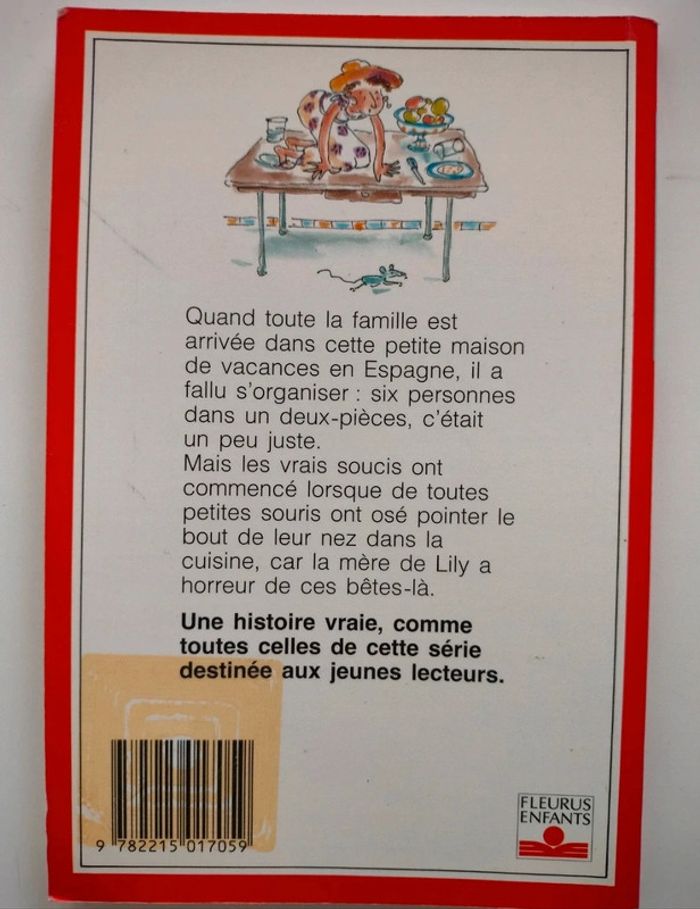 Quand toute la famille est
arrivée dans cette petite maison
de vacances en Espagne, il a
fallu s'organiser : six personnes
dans un deux-pièces, c'était
un peu juste.
Mais les vrais soucis ont
commencé lorsque de toutes
petites souris ont osé pointer le
bout de leur nez dans la
cuisine, car la mère de Lily a
horreur de ces bêtes-là.
Une histoire vraie, comme
toutes celles de cette série
destinée aux jeunes lecteurs.
9 782215 017059
FLEURUS
ENFANTS